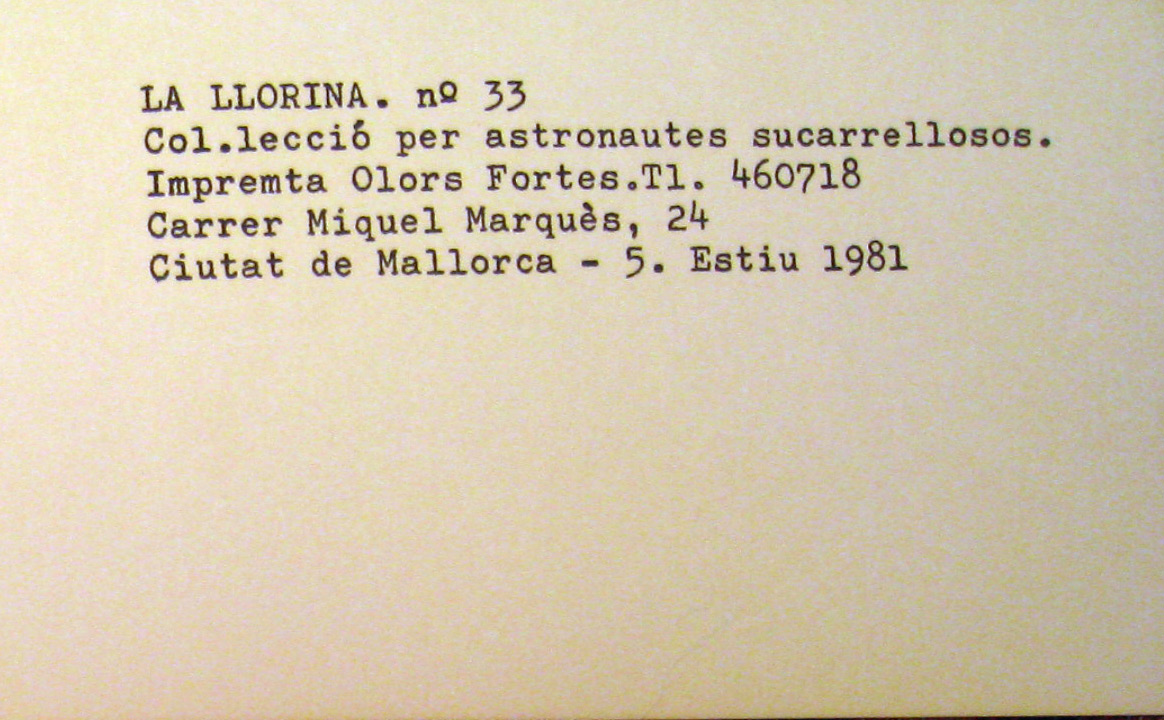 LA LLORINA. nº 33
Col.lecció per astronautes sucarrellosos.
Impremta Olors Fortes.Tl. 460718
Carrer Miquel Marquès, 24
Ciutat de Mallorca - 5. Estiu 1981